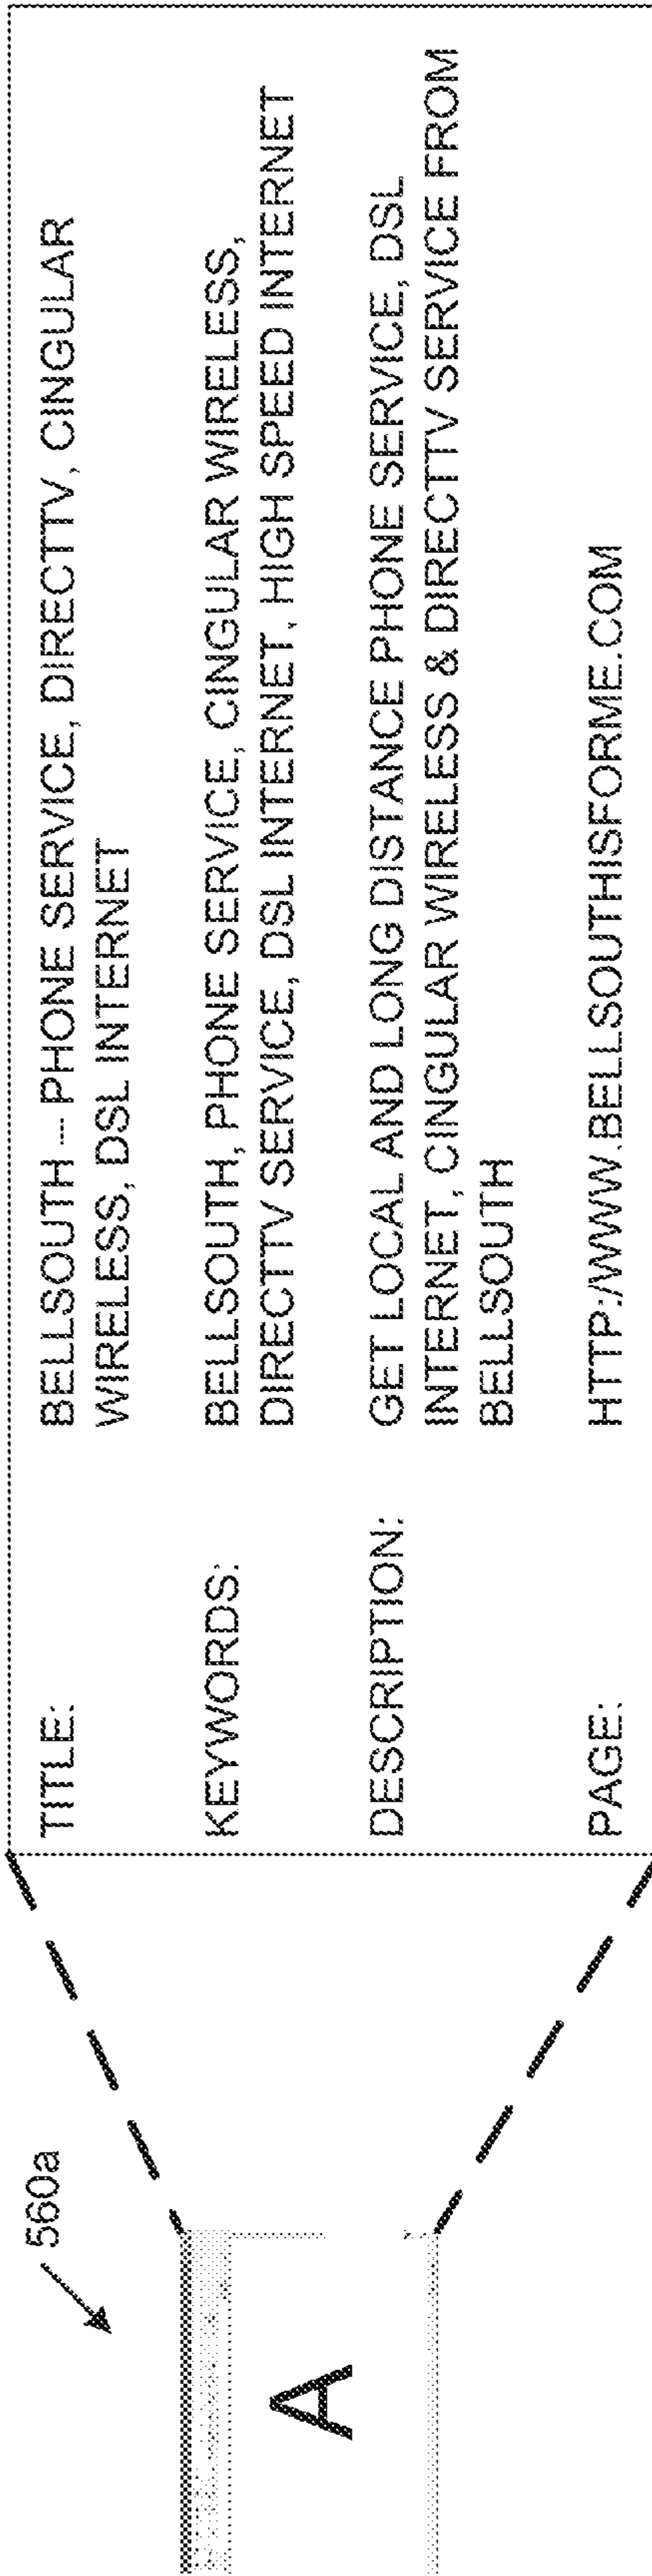 560a
A
TITLE: BELLSOUTH -- PHONE SERVICE, DIRECTTV, CINGULAR
WIRELESS, DSL INTERNET
KEYWORDS: BELLSOUTH, PHONE SERVICE, CINGULAR WIRELESS,
DIRECTTV SERVICE, DSL INTERNET, HIGH SPEED INTERNET
DESCRIPTION: GET LOCAL AND LONG DISTANCE PHONE SERVICE, DSL
INTERNET, CINGULAR WIRELESS & DIRECTTV SERVICE FROM
BELLSOUTH
PAGE: HTTP:/WWW.BELLSOUTHISFORME.COM